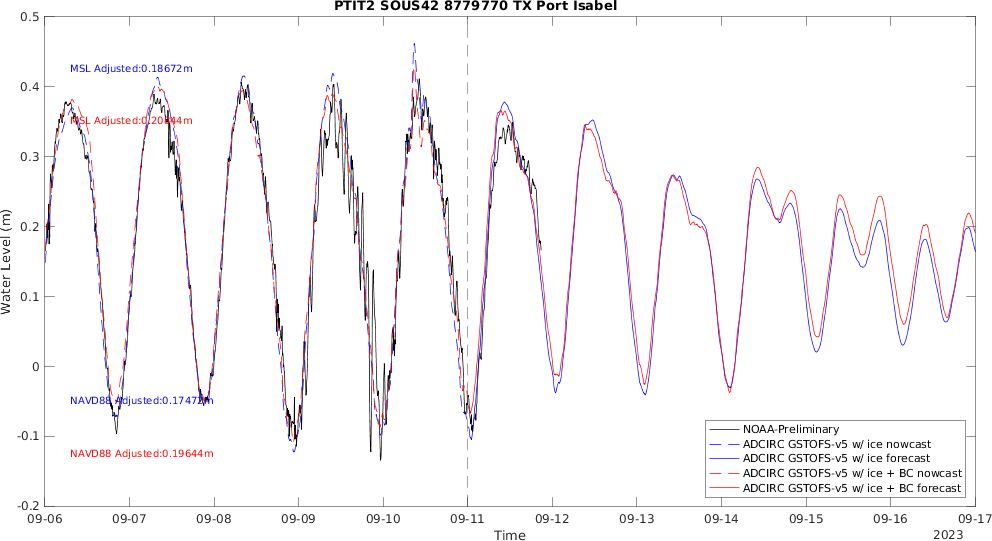 PTIT2 SOUS42 8779770 TX Port Isabel
0.5
0.4
0.3
0.2
0.1
0
-0.1
-0.2
Water Level (m)
MSL Adjusted:0.18672m
MSL Adjusted:0.20444m
NAVD88 Adjusted:0.17472m
NAVD88 Adjusted:0.19644m
NOAA-Preliminary
ADCIRC GSTOFS-v5 w/ ice nowcast
ADCIRC GSTOFS-v5 w/ ice forecast
ADCIRC GSTOFS-v5 w/ ice + BC nowcast
ADCIRC GSTOFS-v5 w/ ice + BC forecast
09-06 09-07 09-08 09-09 09-10 09-11 09-12 09-13 09-14 09-15 09-16 09-17
Time
2023